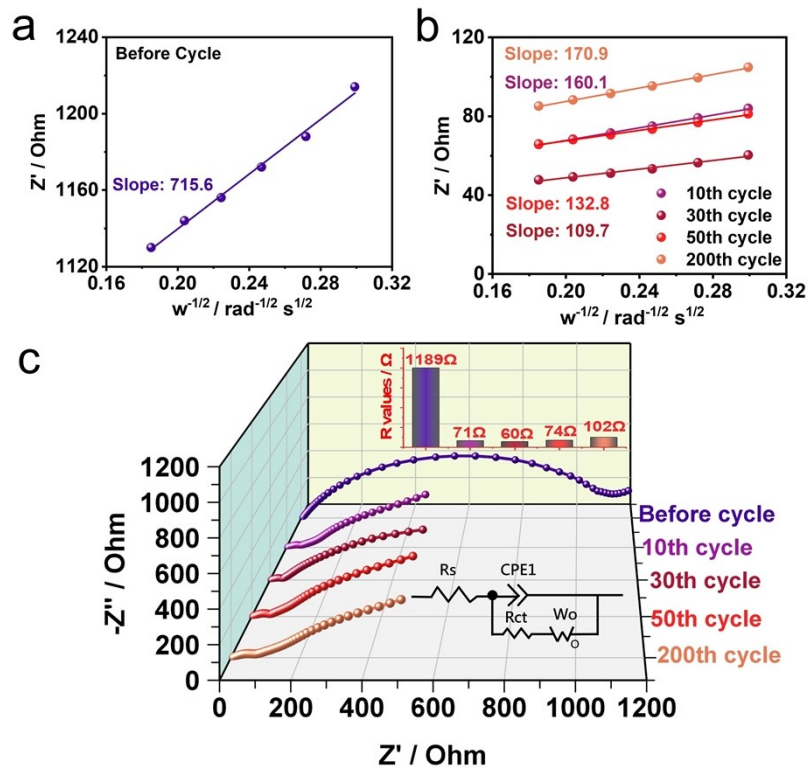 a
1240
Before Cycle
Z' / Ohm
1200
1160
Slope: 715.6
1120
0.16 0.20 0.24 0.28 0.32
w-1/2 / rad-1/2 s1/2
b
120
Slope: 170.9
Slope: 160.1
Z' / Ohm
80
40
Slope: 132.8
Slope: 109.7
10th cycle
30th cycle
50th cycle
200th cycle
0
0.16 0.20 0.24 0.28 0.32
w-1/2 / rad-1/2 s1/2
c
R values / Ω
1189Ω
71Ω 60Ω 74Ω 102Ω
-Z'' / Ohm
1200
1000
800
600
400
200
0
Before cycle
10th cycle
30th cycle
50th cycle
200th cycle
Rs CPE1
Rct Wo
O
0 200 400 600 800 1000 1200
Z' / Ohm